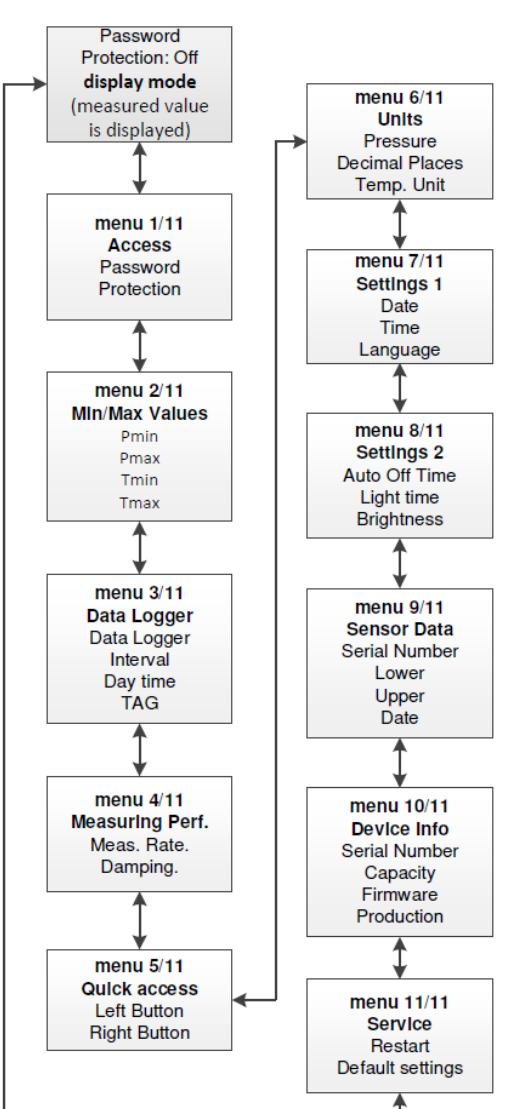 Password
Protection: Off
display mode
(measured value
is displayed)
menu 1/11
Access
Password
Protection
menu 2/11
Min/Max Values
Pmin
Pmax
Tmin
Tmax
menu 3/11
Data Logger
Data Logger
Interval
Day time
TAG
menu 4/11
Measuring Perf.
Meas. Rate.
Damping.
menu 5/11
Quick access
Left Button
Right Button
menu 6/11
Units
Pressure
Decimal Places
Temp. Unit
menu 7/11
Settings 1
Date
Time
Language
menu 8/11
Settings 2
Auto Off Time
Light time
Brightness
menu 9/11
Sensor Data
Serial Number
Lower
Upper
Date
menu 10/11
Device Info
Serial Number
Capacity
Firmware
Production
menu 11/11
Service
Restart
Default settings